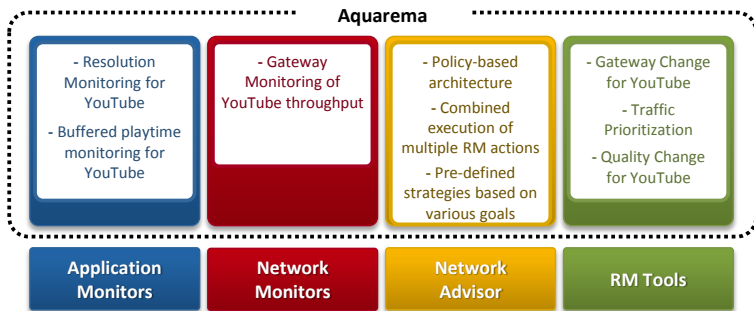 Aquarema
- Resolution
Monitoring for
YouTube
- Buffered playtime
monitoring for
YouTube
- Gateway
Monitoring of
YouTube throughput
- Policy-based
architecture
- Combined
execution of
multiple RM actions
- Pre-defined
strategies based on
various goals
- Gateway Change
for YouTube
- Traffic
Prioritization
- Quality Change
for YouTube
Application
Monitors
Network
Monitors
Network
Advisor
RM Tools